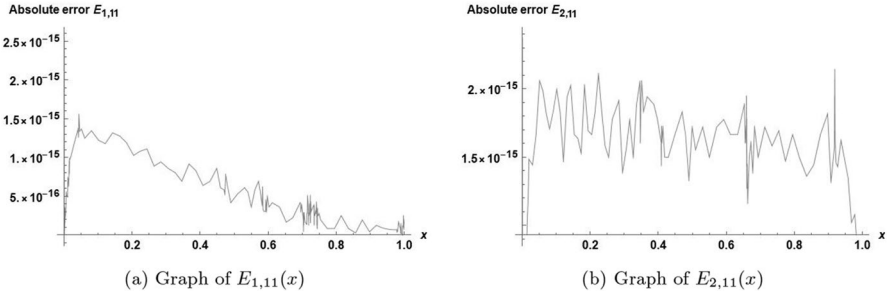 Absolute error E1,11
2.5×10^-15
2.×10^-15
1.5×10^-15
1.×10^-15
5.×10^-16
0.2 0.4 0.6 0.8 1.0 x
(a) Graph of E1,11(x)
Absolute error E2,11
2.×10^-15
1.5×10^-15
0.2 0.4 0.6 0.8 1.0 x
(b) Graph of E2,11(x)